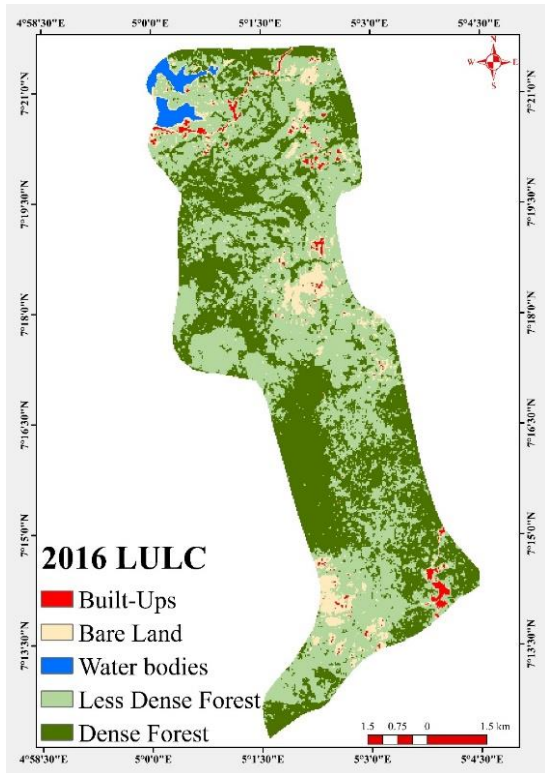 4°58'30"E 5°0'0"E 5°1'30"E 5°3'0"E 5°4'30"E
N
W E
S
7°21'0"N 7°21'0"N
7°19'30"N 7°19'30"N
7°18'0"N 7°18'0"N
7°16'30"N 7°16'30"N
7°15'0"N 7°15'0"N
7°13'30"N 7°13'30"N
2016 LULC
Built-Ups
Bare Land
Water bodies
Less Dense Forest
Dense Forest
1.5 0.75 0 1.5 km
4°58'30"E 5°0'0"E 5°1'30"E 5°3'0"E 5°4'30"E